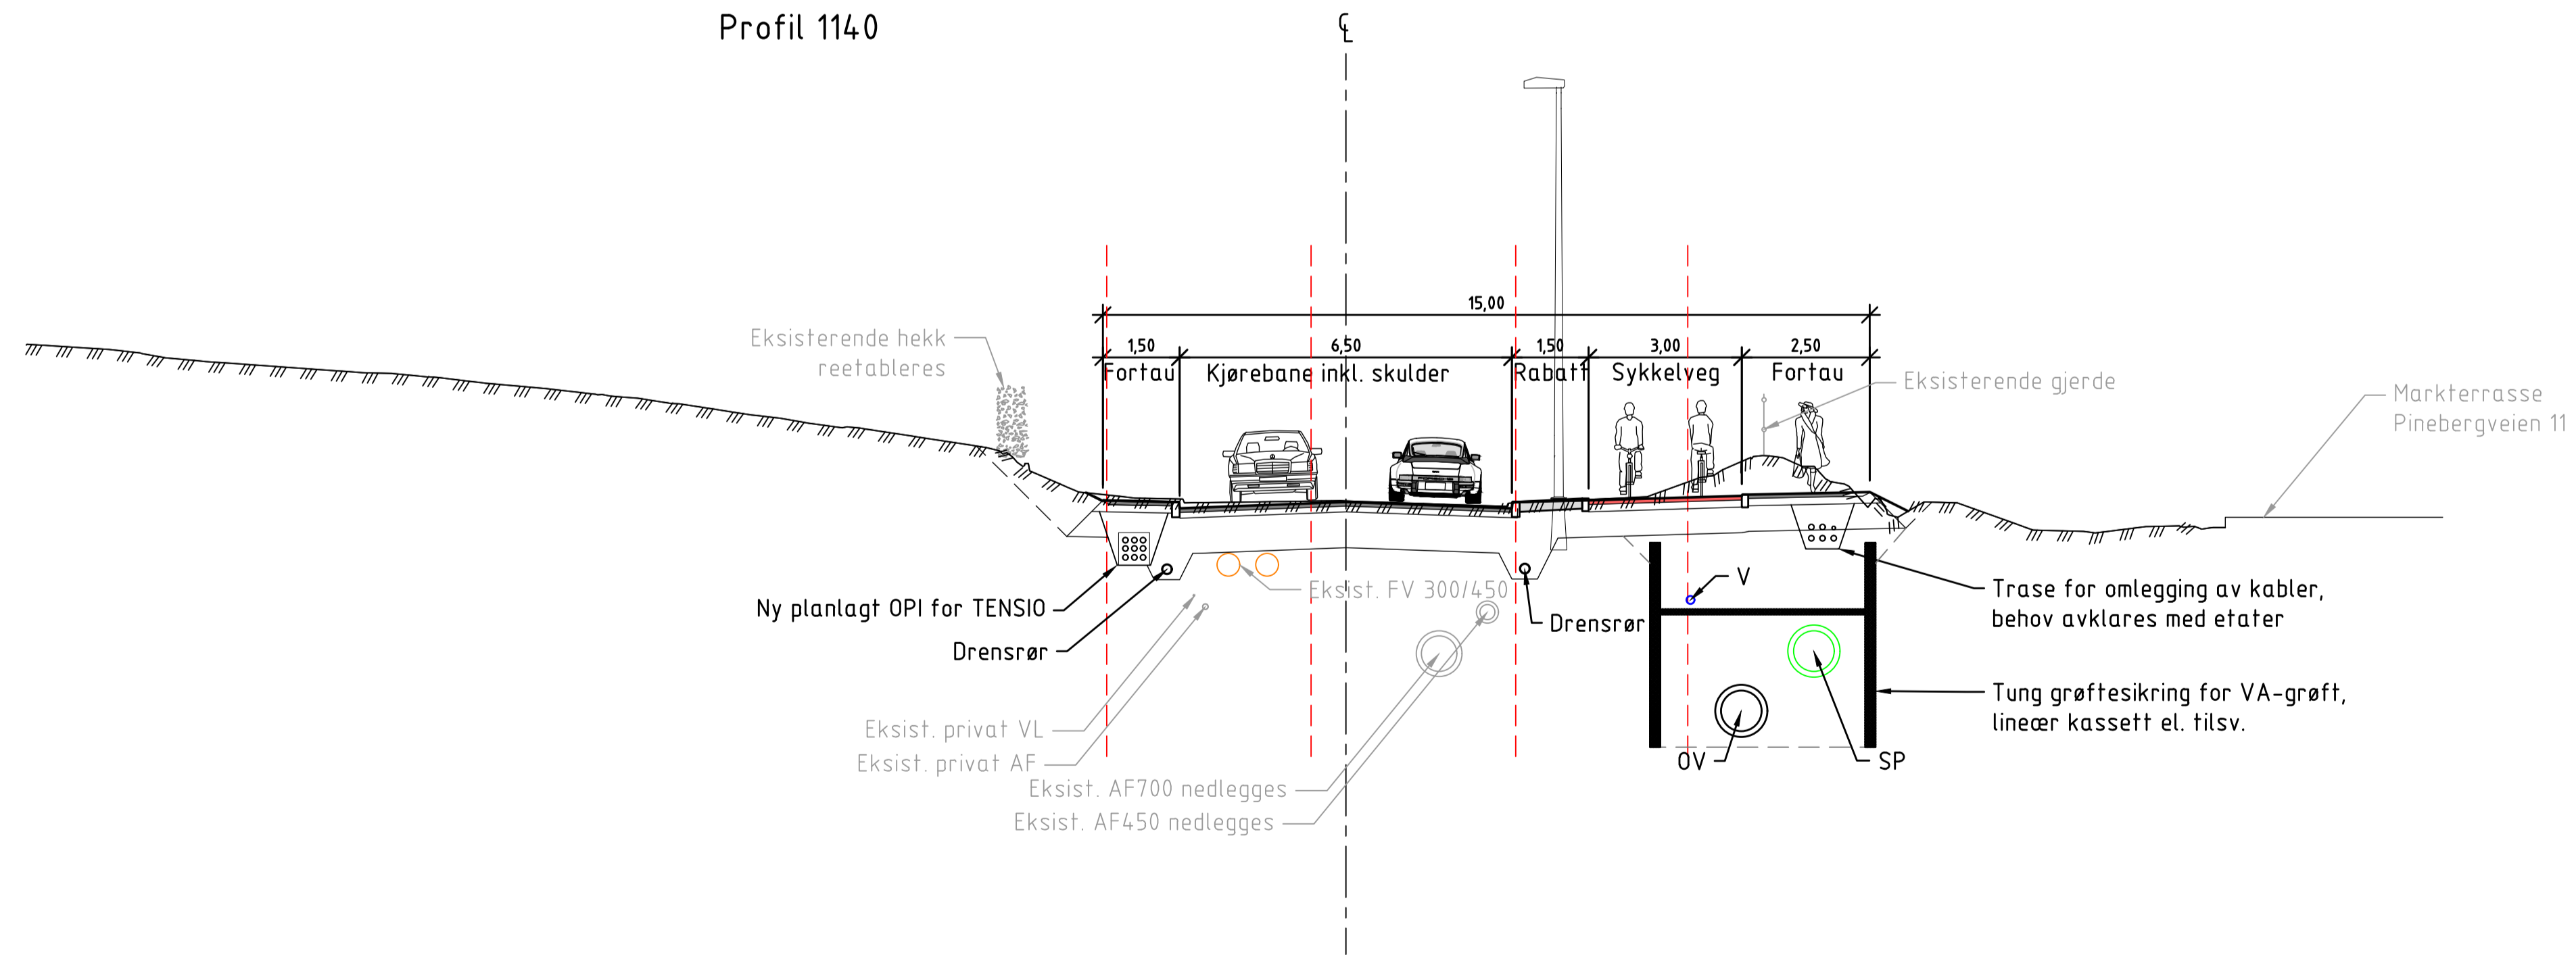 Profil 1140
℄
15,00
1,50
6,50
1,50
3,00
2,50
Fortau
Kjørebane inkl. skulder
Rabatt
Sykkelveg
Fortau
Eksisterende hekk
reetableres
Eksisterende gjerde
Markterrasse
Pinebergveien 11
Ny planlagt OPI for TENSIO
Drensrør
Eksist. FV 300/450
Drensrør
V
Trase for omlegging av kabler,
behov avklares med etater
Tung grøftesikring for VA-grøft,
lineær kassett el. tilsv.
Eksist. privat VL
Eksist. privat AF
Eksist. AF700 nedlegges
Eksist. AF450 nedlegges
OV
SP